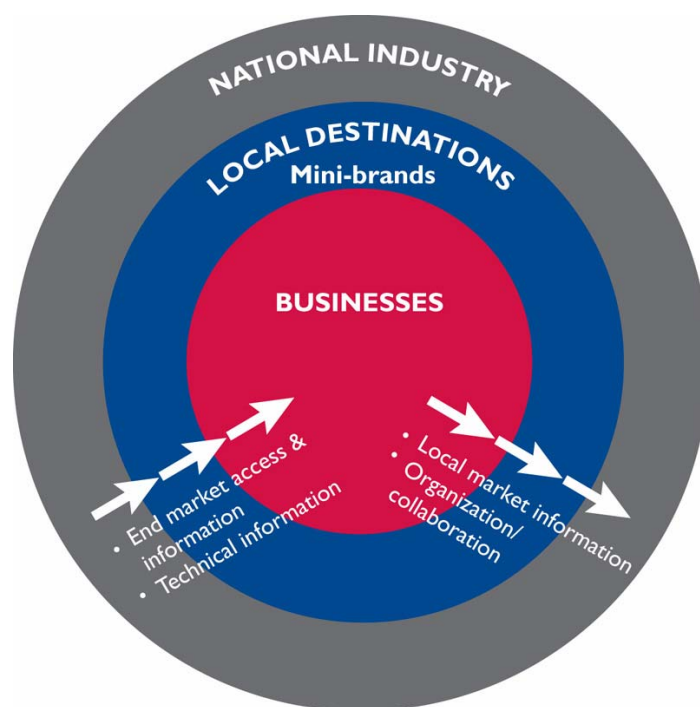 NATIONAL INDUSTRY
LOCAL DESTINATIONS
Mini-brands
BUSINESSES
• End market access &
information
• Technical information
• Local market information
• Organization/
collaboration